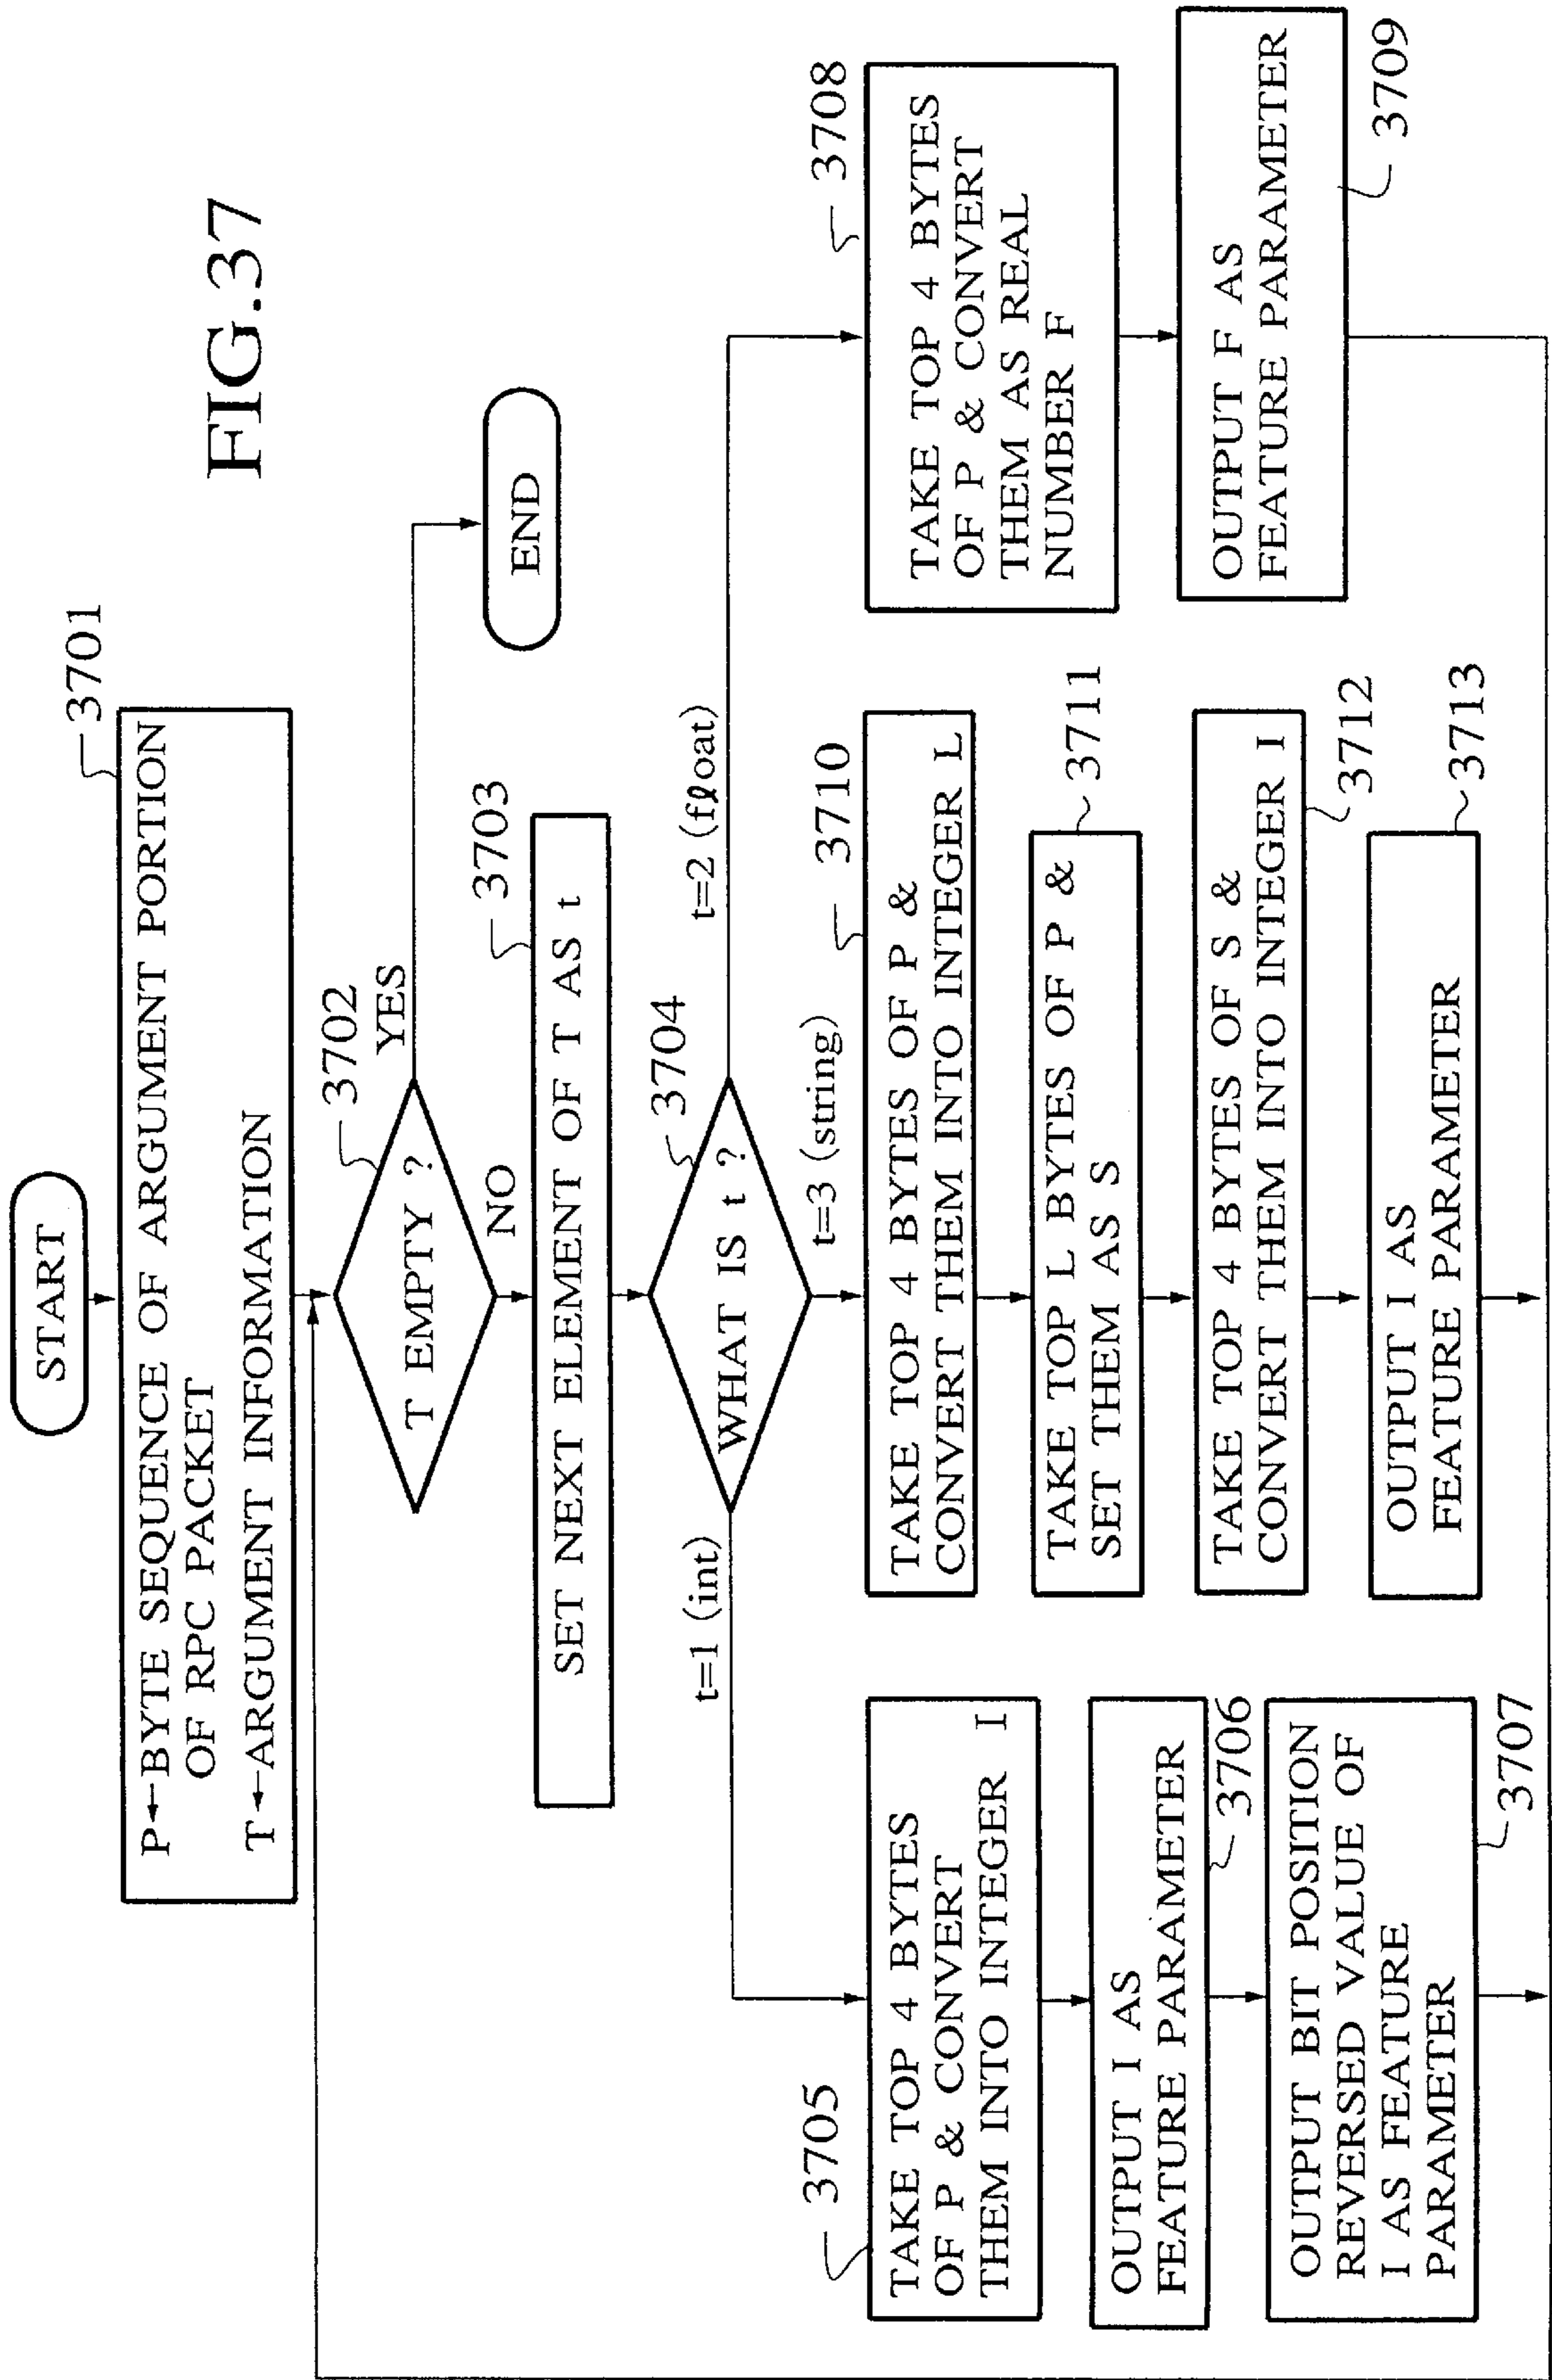 FIG.37
START
3701
P←BYTE SEQUENCE OF ARGUMENT PORTION
OF RPC PACKET
T←ARGUMENT INFORMATION
3702
T EMPTY ?
YES
END
NO
3703
SET NEXT ELEMENT OF T AS t
3704
WHAT IS t ?
t=1 (int)
t=3 (string)
t=2 (float)
3705
TAKE TOP 4 BYTES
OF P & CONVERT
THEM INTO INTEGER I
OUTPUT I AS
FEATURE PARAMETER
3706
OUTPUT BIT POSITION
REVERSED VALUE OF
I AS FEATURE
PARAMETER
3707
3710
TAKE TOP 4 BYTES OF P &
CONVERT THEM INTO INTEGER L
TAKE TOP L BYTES OF P &
SET THEM AS S
3711
TAKE TOP 4 BYTES OF S &
CONVERT THEM INTO INTEGER I
3712
OUTPUT I AS
FEATURE PARAMETER
3713
3708
TAKE TOP 4 BYTES
OF P & CONVERT
THEM AS REAL
NUMBER F
OUTPUT F AS
FEATURE PARAMETER
3709